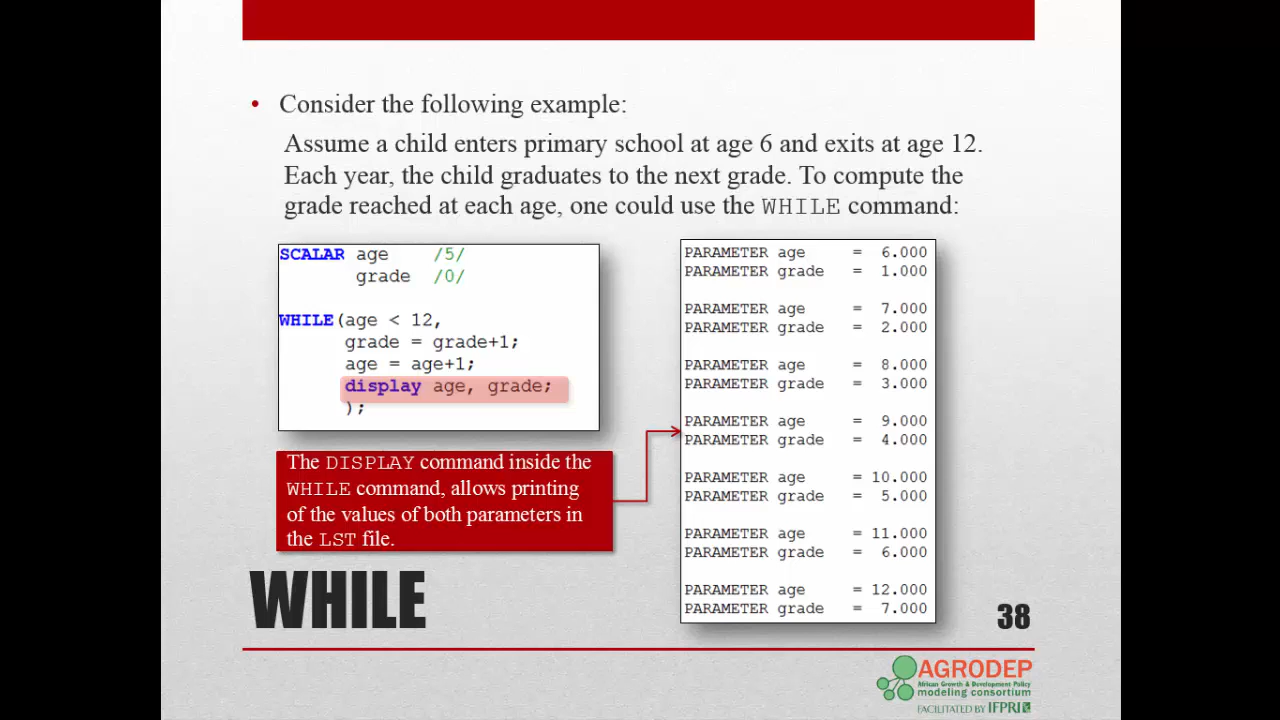 • Consider the following example:
Assume a child enters primary school at age 6 and exits at age 12.
Each year, the child graduates to the next grade. To compute the
grade reached at each age, one could use the WHILE command:
SCALAR age /5/
grade /0/
WHILE(age < 12,
grade = grade+1;
age = age+1;
display age, grade;
);
The DISPLAY command inside the
WHILE command, allows printing
of the values of both parameters in
the LST file.
PARAMETER age = 6.000
PARAMETER grade = 1.000
PARAMETER age = 7.000
PARAMETER grade = 2.000
PARAMETER age = 8.000
PARAMETER grade = 3.000
PARAMETER age = 9.000
PARAMETER grade = 4.000
PARAMETER age = 10.000
PARAMETER grade = 5.000
PARAMETER age = 11.000
PARAMETER grade = 6.000
PARAMETER age = 12.000
PARAMETER grade = 7.000
WHILE
38
AGRODEP
African Growth & Development Policy
modeling consortium
FACILITATED BY IFPRI